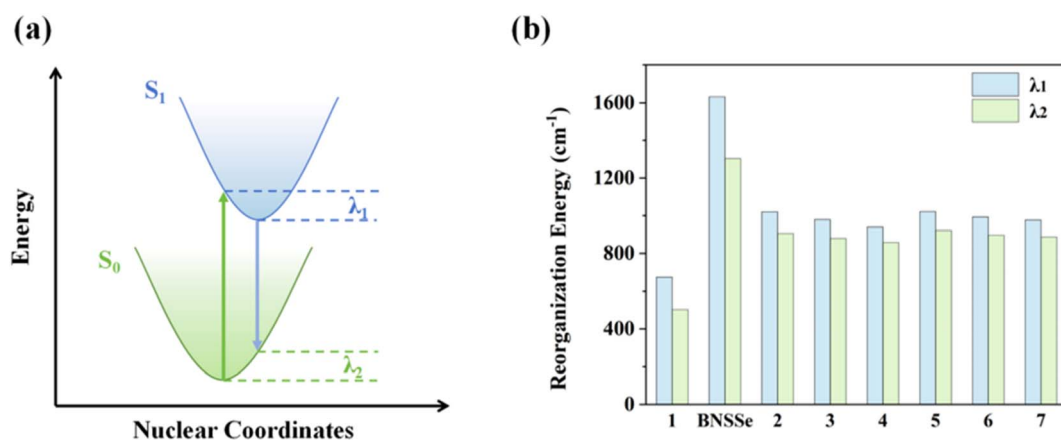 (a)
S₁
λ₁
S₀
λ₂
Energy
Nuclear Coordinates
(b)
λ1
λ2
1600
1200
800
400
0
Reorganization Energy (cm⁻¹)
1 BNSSe 2 3 4 5 6 7